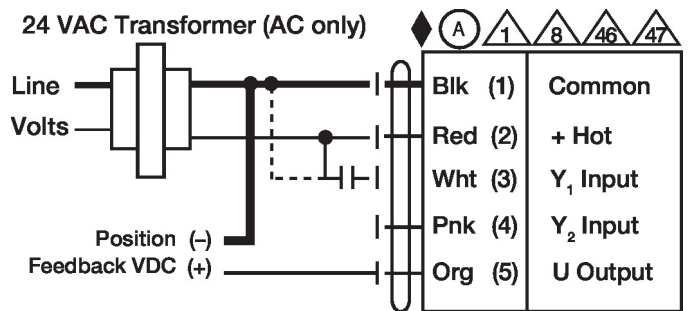 24 VAC Transformer (AC only)
A 1 8 46 47
Line
Volts
Blk (1) Common
Red (2) + Hot
Wht (3) Y₁ Input
Pnk (4) Y₂ Input
Position (–)
Feedback VDC (+)
Org (5) U Output